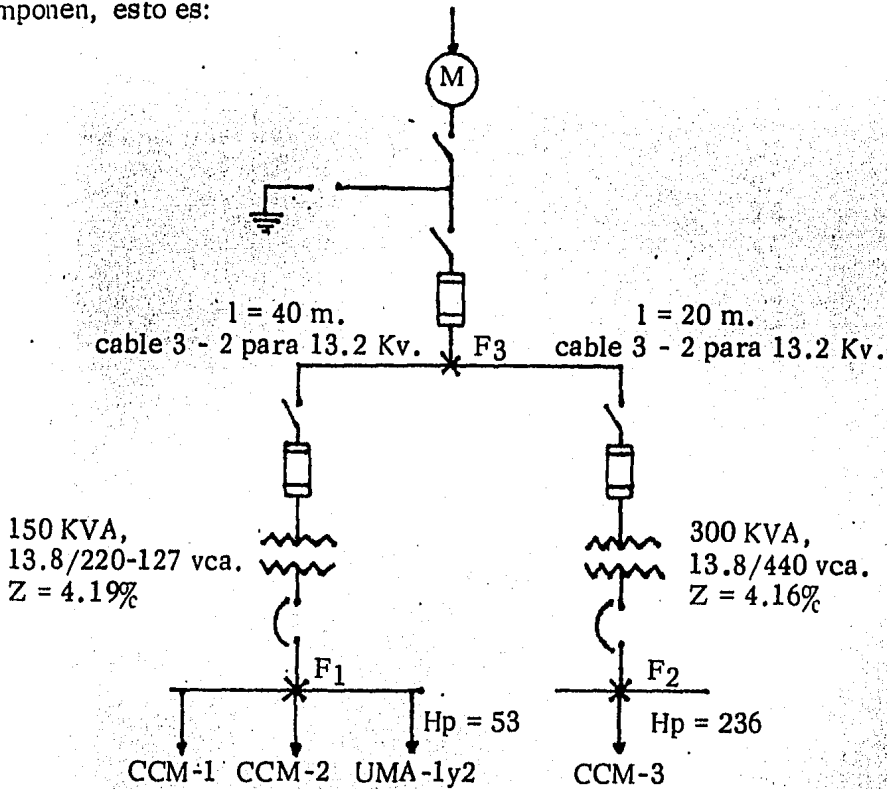 mponen, esto es:
M
l = 40 m.
cable 3 - 2 para 13.2 Kv.
F3
l = 20 m.
cable 3 - 2 para 13.2 Kv.
150 KVA,
13.8/220-127 vca.
Z = 4.19%
300 KVA,
13.8/440 vca.
Z = 4.16%
F1
Hp = 53
F2
Hp = 236
CCM-1 CCM-2 UMA-1y2
CCM-3